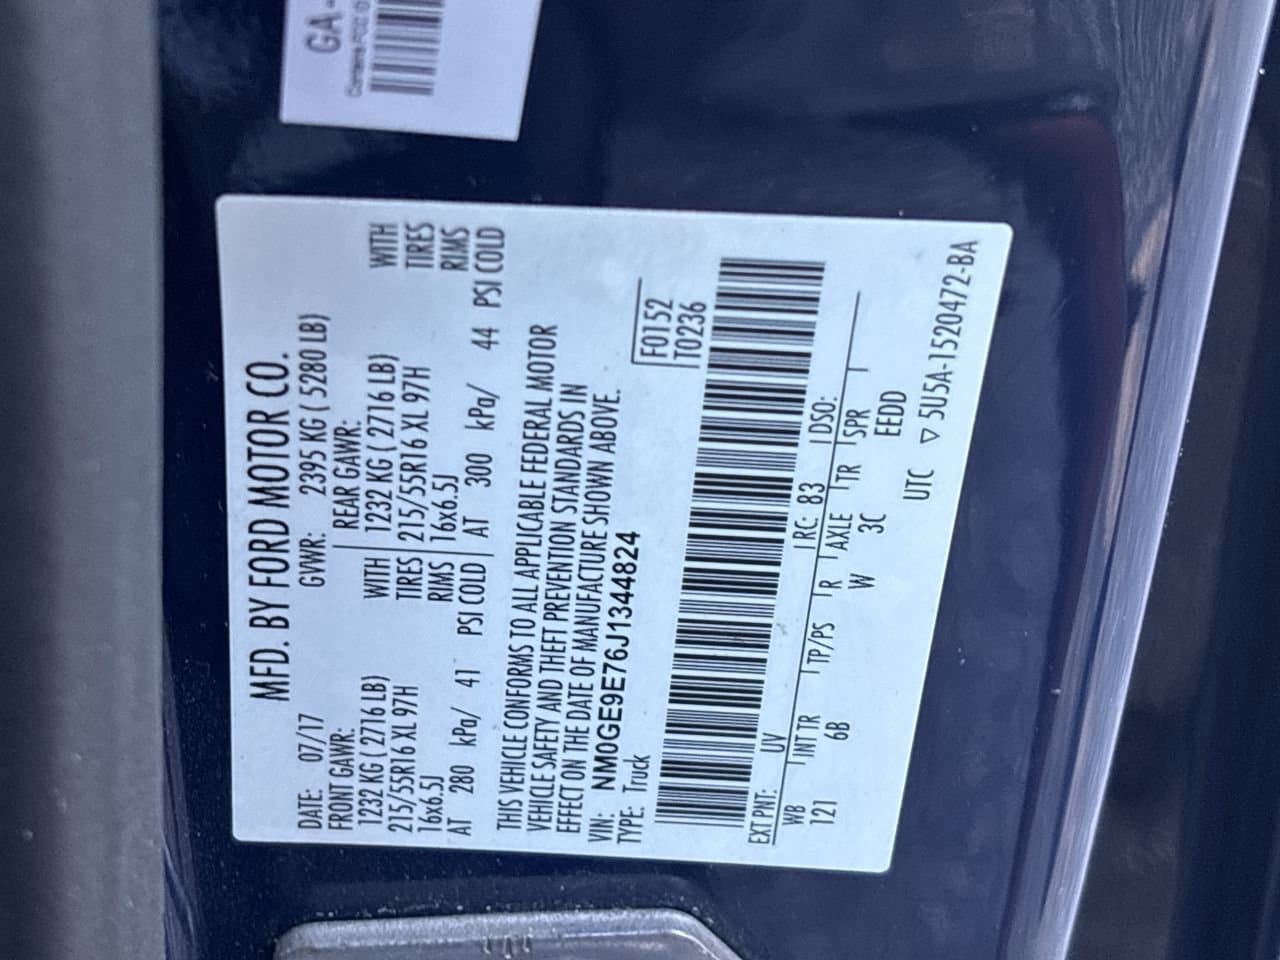 GA-
MFD. BY FORD MOTOR CO.
DATE: 07/17 GVWR: 2395 KG ( 5280 LB)
FRONT GAWR: REAR GAWR:
1232 KG ( 2716 LB) WITH 1232 KG ( 2716 LB) WITH
215/55R16 XL 97H TIRES 215/55R16 XL 97H TIRES
16x6.5J RIMS 16x6.5J RIMS
AT 280 kPa/ 41 PSI COLD AT 300 kPa/ 44 PSI COLD
THIS VEHICLE CONFORMS TO ALL APPLICABLE FEDERAL MOTOR
VEHICLE SAFETY AND THEFT PREVENTION STANDARDS IN
EFFECT ON THE DATE OF MANUFACTURE SHOWN ABOVE.
VIN: NM0GE9E76J1344824
TYPE: Truck
F0152
T0236
EXT PNT: UV RC: 83 DSO:
WB INT TR TP/PS R AXLE TR SPR
121 6B W 3C EEDD
UTC ▽ 5U5A-1520472-BA